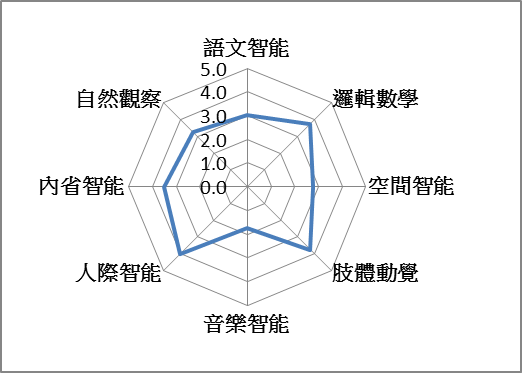 語文智能
5.0
自然觀察
4.0
邏輯數學
3.0
2.0
1.0
內省智能
0.0
空間智能
人際智能
肢體動覺
音樂智能